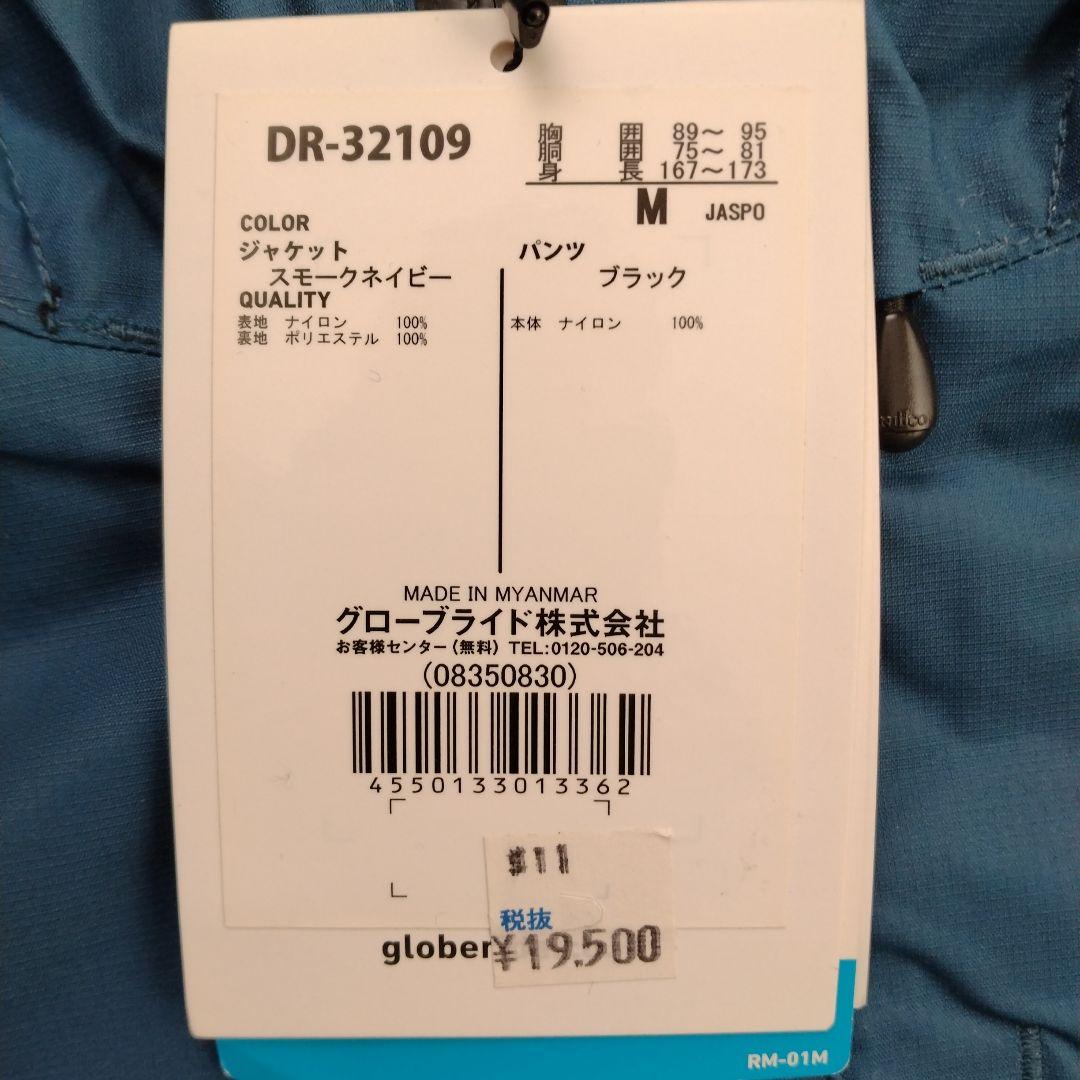 DR-32109
胸 囲 89〜 95
胴 囲 75〜 81
身 長 167〜173
M JASPO
COLOR
ジャケット
スモークネイビー
QUALITY
表地 ナイロン 100%
裏地 ポリエステル 100%
パンツ
ブラック
本体 ナイロン 100%
MADE IN MYANMAR
グローブライド株式会社
お客様センター(無料) TEL:0120-506-204
(08350830)
4550133013362
税抜
¥19,500
glober
RM-01M
nifco